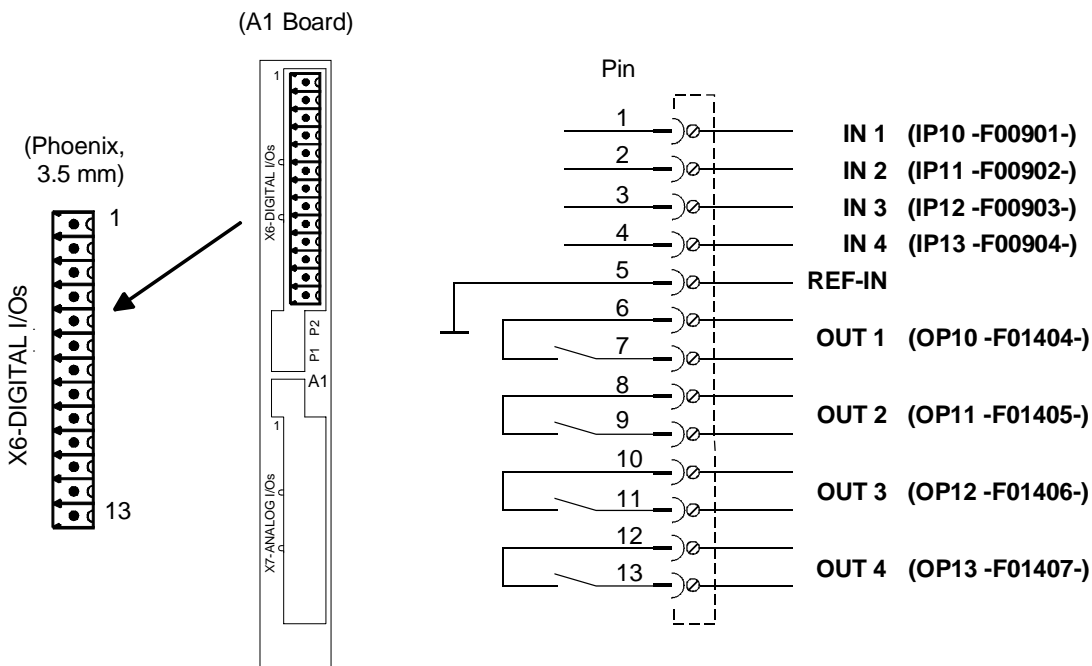 (A1 Board)
(Phoenix,
3.5 mm)
1
13
X6-DIGITAL I/Os
1
X6-DIGITAL I/Os
P2
P1
A1
1
X7-ANALOG I/Os
Pin
1 IN 1 (IP10 -F00901-)
2 IN 2 (IP11 -F00902-)
3 IN 3 (IP12 -F00903-)
4 IN 4 (IP13 -F00904-)
5 REF-IN
6
OUT 1 (OP10 -F01404-)
7
8
OUT 2 (OP11 -F01405-)
9
10
OUT 3 (OP12 -F01406-)
11
12
OUT 4 (OP13 -F01407-)
13